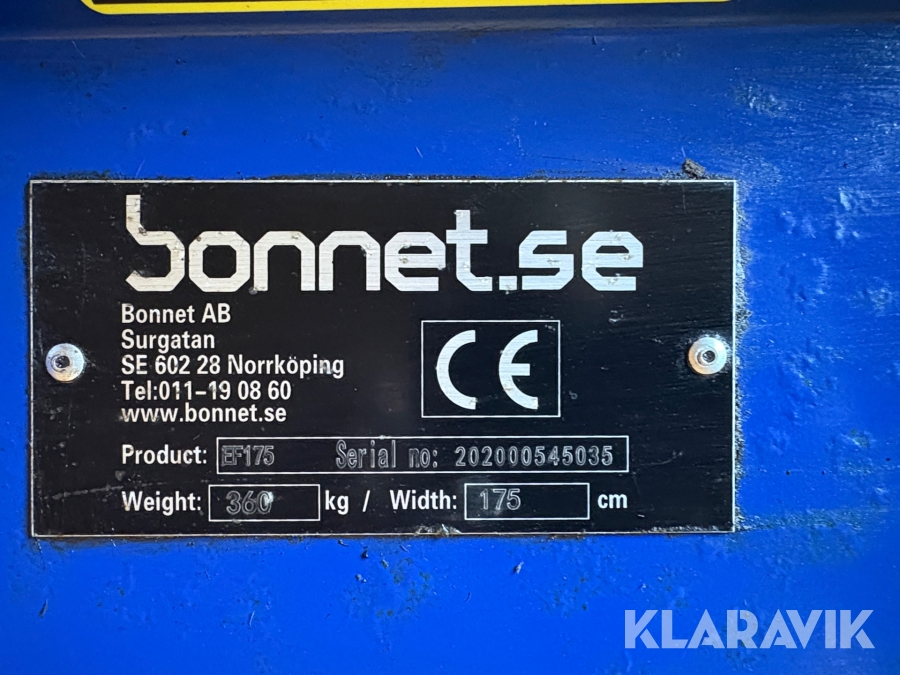 bonnet.se
Bonnet AB
Surgatan
SE 602 28 Norrköping
Tel:011-19 08 60
www.bonnet.se
CE
Product: EF175 Serial no: 202000545035
Weight: 360 kg / Width: 175 cm
KLARAVIK